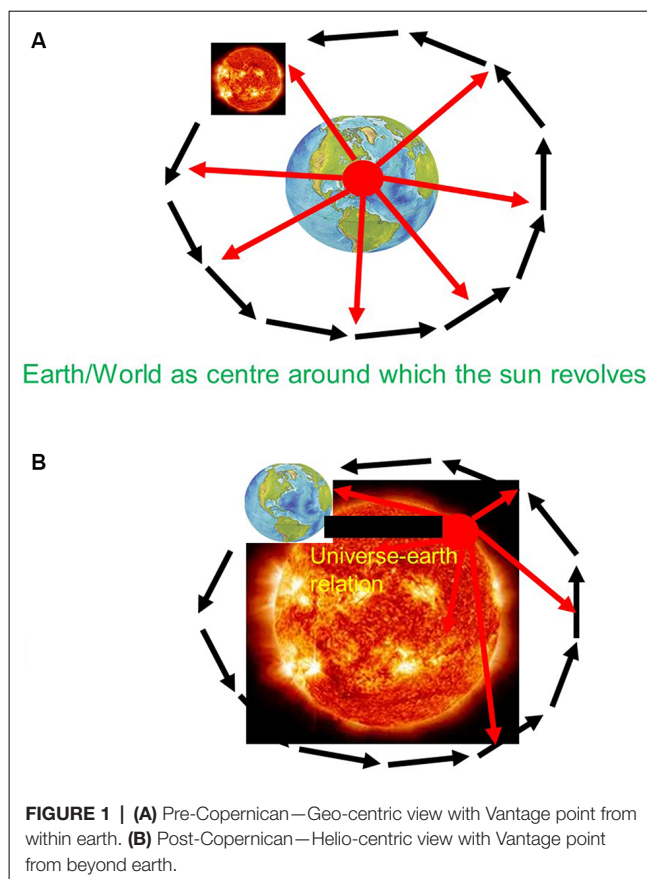 A
Earth/World as centre around which the sun revolves
B
Universe-earth
relation
FIGURE 1 | (A) Pre-Copernican—Geo-centric view with Vantage point from
within earth. (B) Post-Copernican—Helio-centric view with Vantage point
from beyond earth.